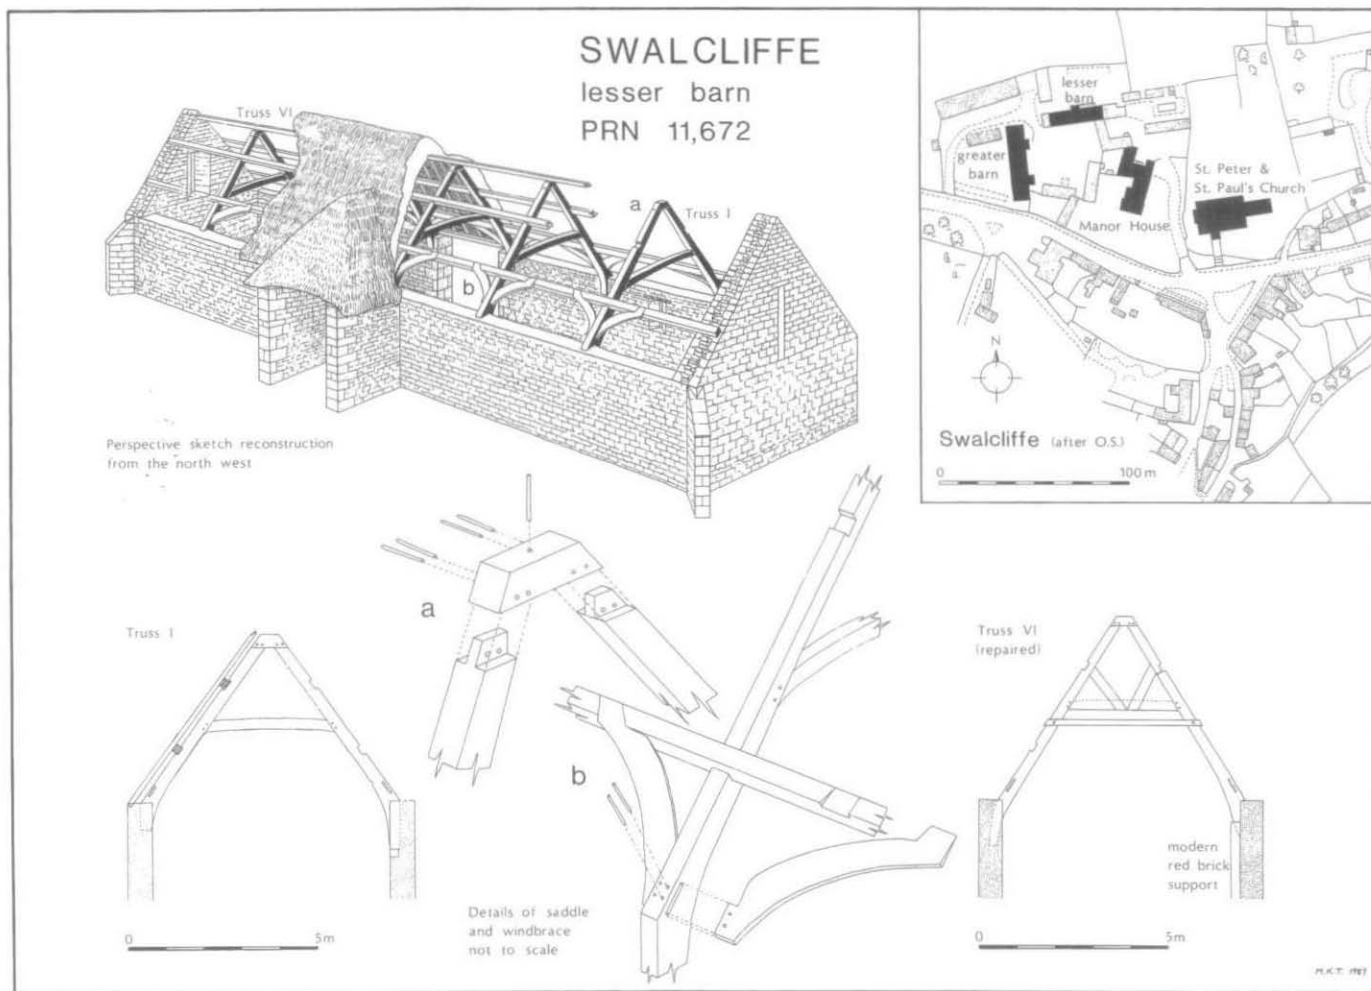 SWALCLIFFE
lesser barn
PRN 11,672
Truss VI
a
Truss I
b
Perspective sketch reconstruction
from the north west
lesser
barn
greater
barn
St. Peter &
St. Paul's Church
Manor House
N
Swalcliffe (after O.S.)
0 100m
a
Truss I
b
Truss VI
(repaired)
modern
red brick
support
Details of saddle
and windbrace
not to scale
0 5m
0 5m
M.K.T. 1987